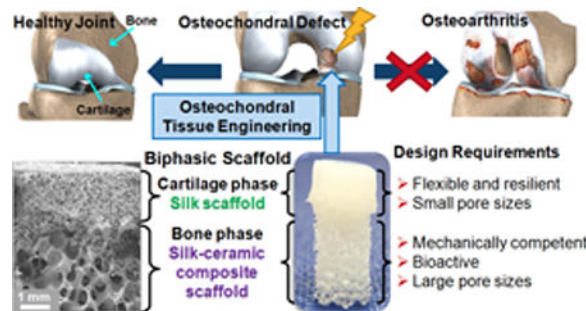 Healthy Joint
Bone
Cartilage
Osteochondral Defect
Osteoarthritis
Osteochondral
Tissue Engineering
Biphasic Scaffold
Cartilage phase
Silk scaffold
Bone phase
Silk-ceramic
composite
scaffold
1 mm
Design Requirements
Flexible and resilient
Small pore sizes
Mechanically competent
Bioactive
Large pore sizes